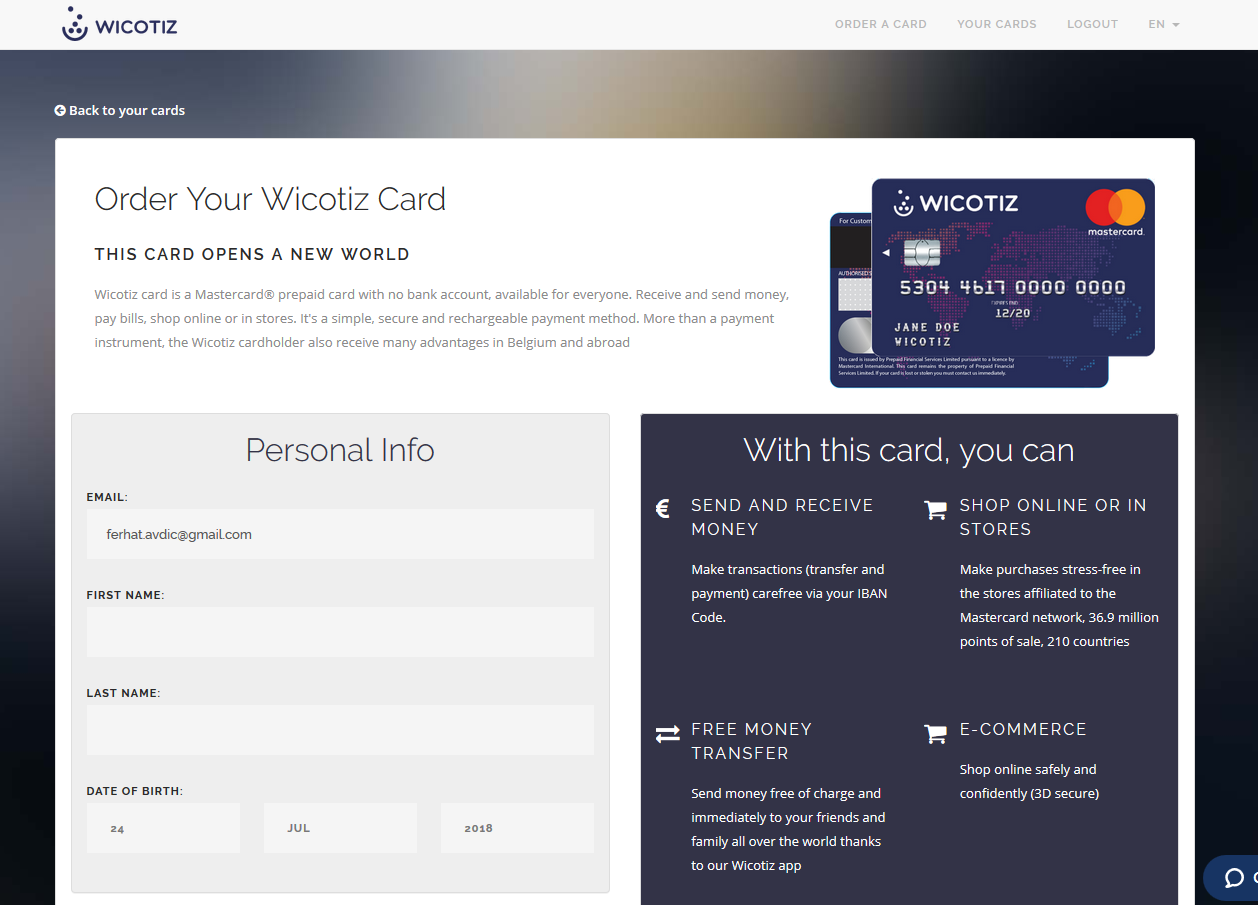 WICOTIZ
ORDER A CARD
YOUR CARDS
LOGOUT
EN
Back to your cards
Order Your Wicotiz Card
THIS CARD OPENS A NEW WORLD
Wicotiz card is a Mastercard® prepaid card with no bank account, available for everyone. Receive and send money,
pay bills, shop online or in stores. It's a simple, secure and rechargeable payment method. More than a payment
instrument, the Wicotiz cardholder also receive many advantages in Belgium and abroad
For Custom
AUTHORISED S
WICOTIZ
mastercard.
5304 4617 0000 0000
12/20
JANE DOE
WICOTIZ
This card is issued by Prepaid Financial Services Limited pursuant to a licence by
Mastercard International. This card remains the property of Prepaid Financial
Services Limited. If your card is lost or stolen you must contact us immediately.
Personal Info
EMAIL:
ferhat.avdic@gmail.com
FIRST NAME:
LAST NAME:
DATE OF BIRTH:
24
JUL
2018
With this card, you can
SEND AND RECEIVE
MONEY
Make transactions (transfer and
payment) carefree via your IBAN
Code.
SHOP ONLINE OR IN
STORES
Make purchases stress-free in
the stores affiliated to the
Mastercard network, 36.9 million
points of sale, 210 countries
FREE MONEY
TRANSFER
Send money free of charge and
immediately to your friends and
family all over the world thanks
to our Wicotiz app
E-COMMERCE
Shop online safely and
confidently (3D secure)